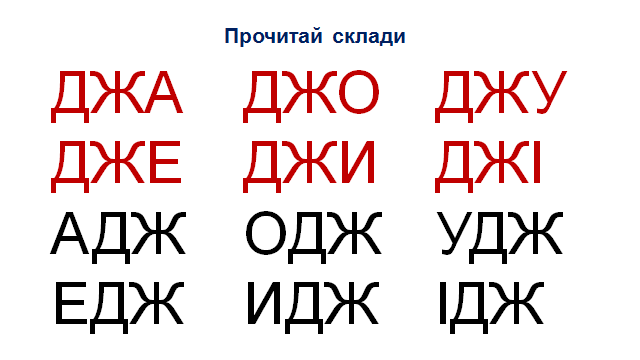 Прочитай склади
ДЖА ДЖО ДЖУ
ДЖЕ ДЖИ ДЖІ
АДЖ ОДЖ УДЖ
ЕДЖ ИДЖ ІДЖ